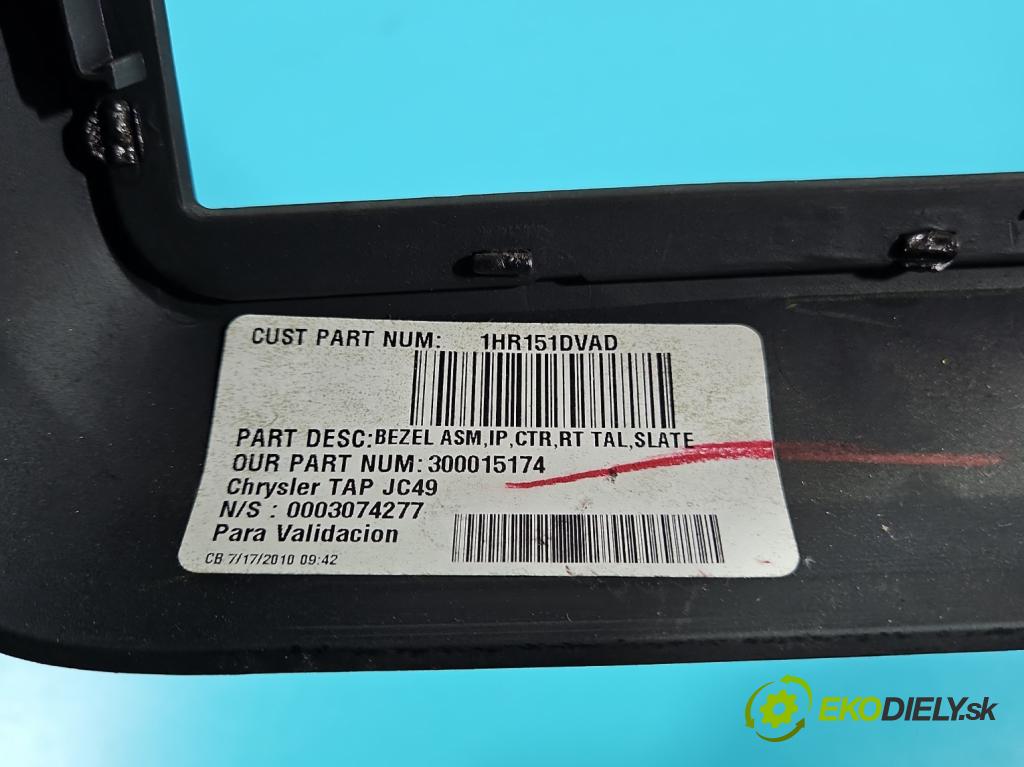 CUST PART NUM: 1HR151DVAD
PART DESC: BEZEL ASM,IP,CTR,RT TAL,SLATE
OUR PART NUM: 300015174
Chrysler TAP JC49
N/S : 0003074277
Para Validacion
CB 7/17/2010 09:42
EKODIELY.sk